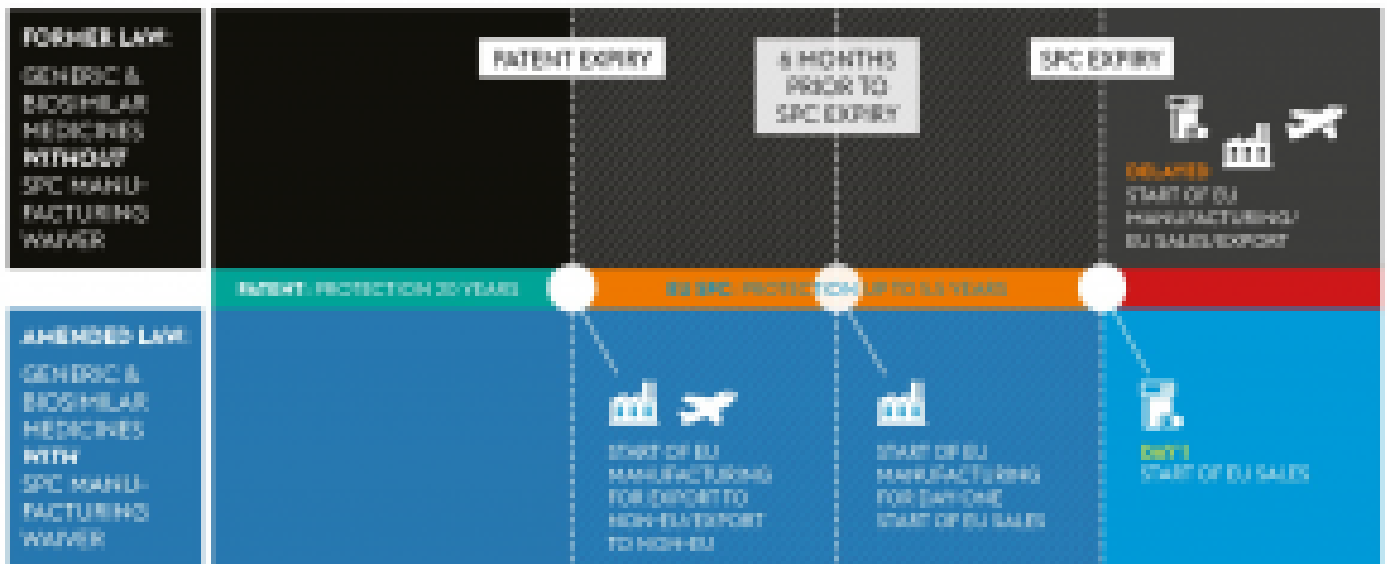 FORMER LAW:
GENERIC &
BIOSIMILAR
MEDICINES
WITHOUT
SPC MANU-
FACTURING
WAIVER
PATENT EXPIRY
6 MONTHS
PRIOR TO
SPC EXPIRY
SPC EXPIRY
DELAYED
START OF EU
MANUFACTURING/
EU SALES/EXPORT
PATENT: PROTECTION 20 YEARS
EU SPC: PROTECTION UP TO 5.5 YEARS
AMENDED LAW:
GENERIC &
BIOSIMILAR
MEDICINES
WITH
SPC MANU-
FACTURING
WAIVER
START OF EU
MANUFACTURING
FOR EXPORT TO
NON-EU/EXPORT
TO NON-EU
START OF EU
MANUFACTURING
FOR DAY ONE
START OF EU SALES
DAY 1
START OF EU SALES